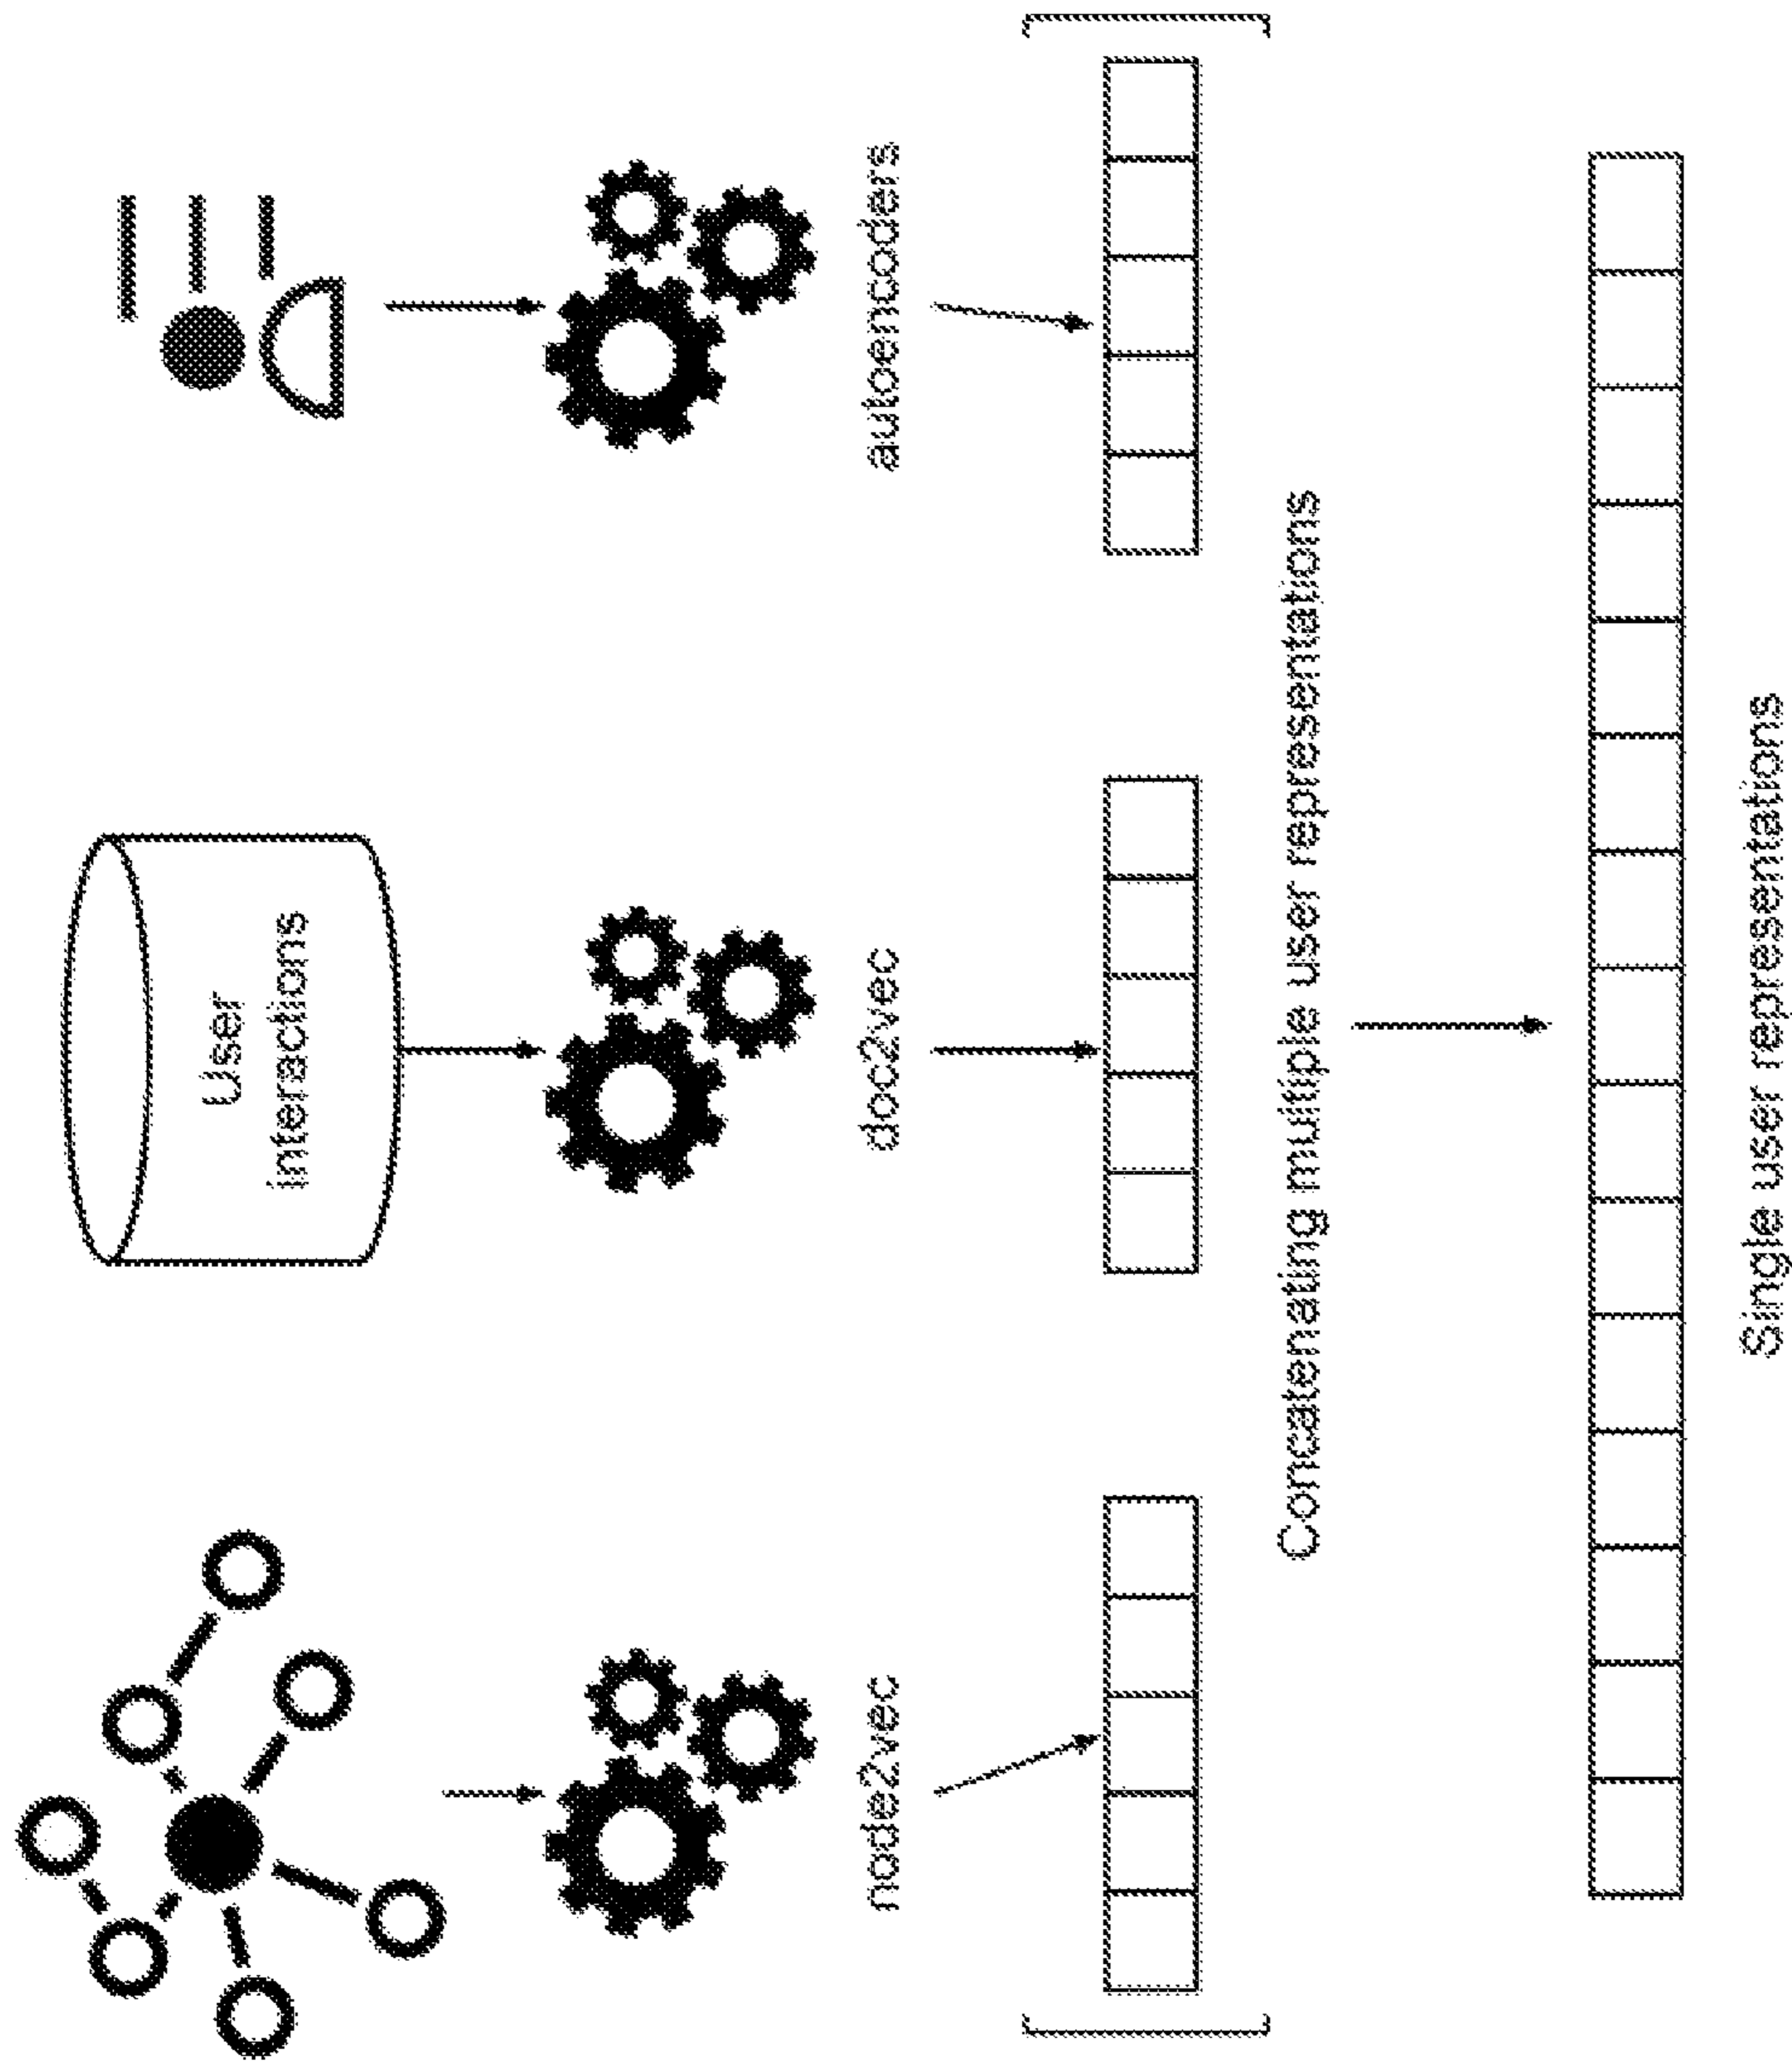 User
interactions
node2vec
doc2vec
autoencoders
Concatenating multiple user representations
Single user representations